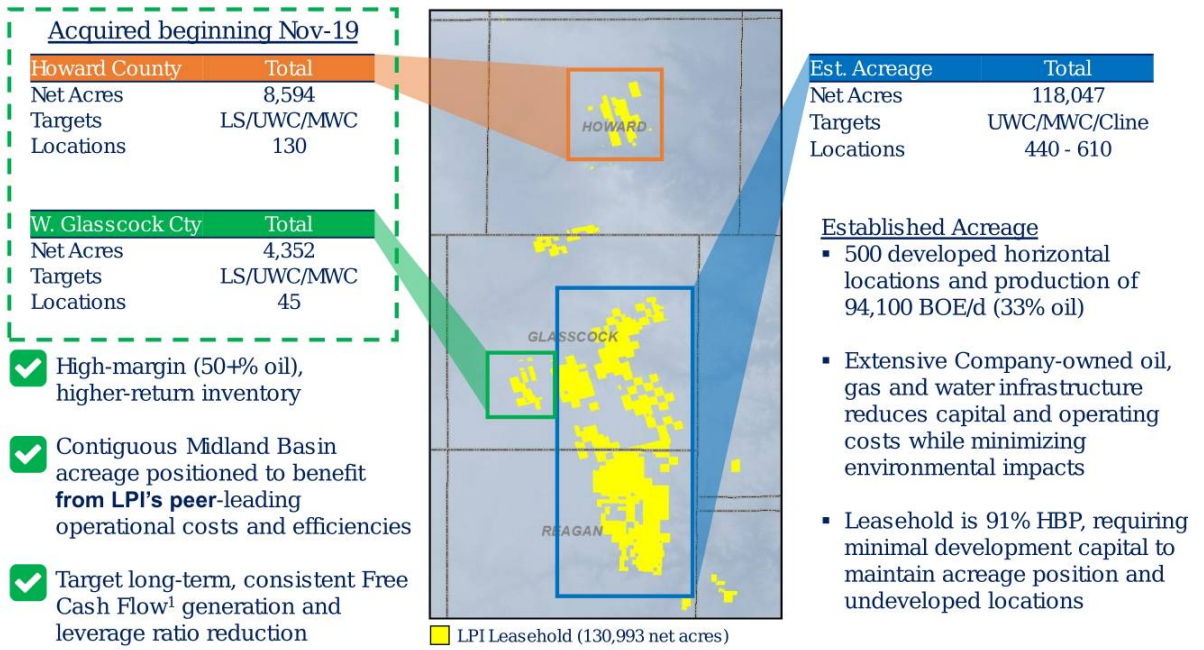 Acquired beginning Nov-19
Howard County Total
Net Acres 8,594
Targets LS/UWC/MWC
Locations 130
W. Glasscock Cty Total
Net Acres 4,352
Targets LS/UWC/MWC
Locations 45
High-margin (50+% oil),
higher-return inventory
Contiguous Midland Basin
acreage positioned to benefit
from LPI's peer-leading
operational costs and efficiencies
Target long-term, consistent Free
Cash Flow¹ generation and
leverage ratio reduction
HOWARD
GLASSCOCK
REAGAN
LPI Leasehold (130,993 net acres)
Est. Acreage Total
Net Acres 118,047
Targets UWC/MWC/Cline
Locations 440 - 610
Established Acreage
▪ 500 developed horizontal
locations and production of
94,100 BOE/d (33% oil)
▪ Extensive Company-owned oil,
gas and water infrastructure
reduces capital and operating
costs while minimizing
environmental impacts
▪ Leasehold is 91% HBP, requiring
minimal development capital to
maintain acreage position and
undeveloped locations